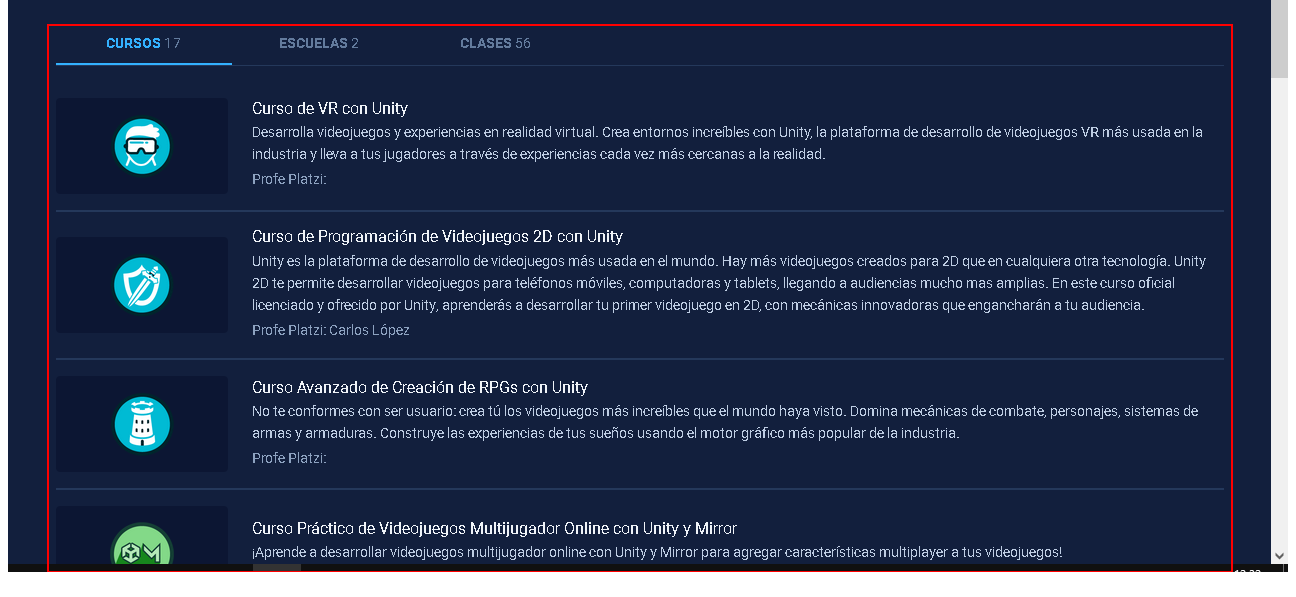 CURSOS 17 ESCUELAS 2 CLASES 56
Curso de VR con Unity
Desarrolla videojuegos y experiencias en realidad virtual. Crea entornos increíbles con Unity, la plataforma de desarrollo de videojuegos VR más usada en la
industria y lleva a tus jugadores a través de experiencias cada vez más cercanas a la realidad.
Profe Platzi:
Curso de Programación de Videojuegos 2D con Unity
Unity es la plataforma de desarrollo de videojuegos más usada en el mundo. Hay más videojuegos creados para 2D que en cualquiera otra tecnología. Unity
2D te permite desarrollar videojuegos para teléfonos móviles, computadoras y tablets, llegando a audiencias mucho mas amplias. En este curso oficial
licenciado y ofrecido por Unity, aprenderás a desarrollar tu primer videojuego en 2D, con mecánicas innovadoras que engancharán a tu audiencia.
Profe Platzi: Carlos López
Curso Avanzado de Creación de RPGs con Unity
No te conformes con ser usuario: crea tú los videojuegos más increíbles que el mundo haya visto. Domina mecánicas de combate, personajes, sistemas de
armas y armaduras. Construye las experiencias de tus sueños usando el motor gráfico más popular de la industria.
Profe Platzi:
Curso Práctico de Videojuegos Multijugador Online con Unity y Mirror
¡Aprende a desarrollar videojuegos multijugador online con Unity y Mirror para agregar características multiplayer a tus videojuegos!